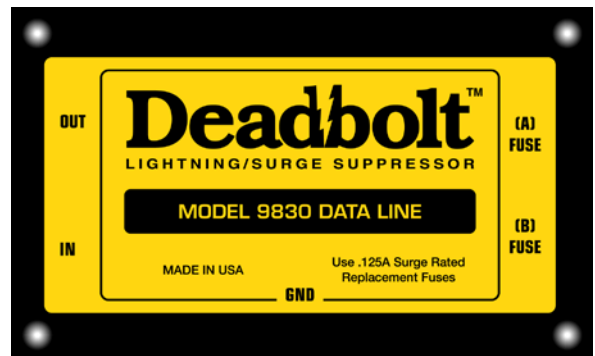 Deadbolt™
LIGHTNING/SURGE SUPPRESSOR
OUT
(A)
FUSE
MODEL 9830 DATA LINE
IN
(B)
FUSE
MADE IN USA
Use .125A Surge Rated
Replacement Fuses
GND